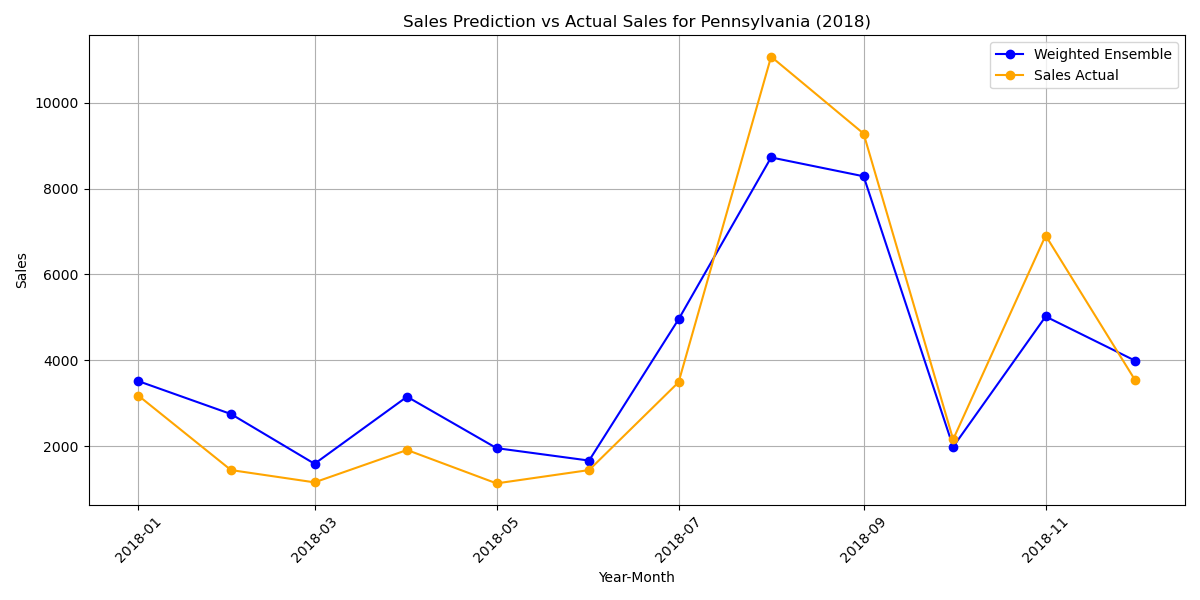 Sales Prediction vs Actual Sales for Pennsylvania (2018)
Weighted Ensemble
Sales Actual
10000
8000
6000
4000
2000
Sales
2018-01
2018-03
2018-05
2018-07
2018-09
2018-11
Year-Month